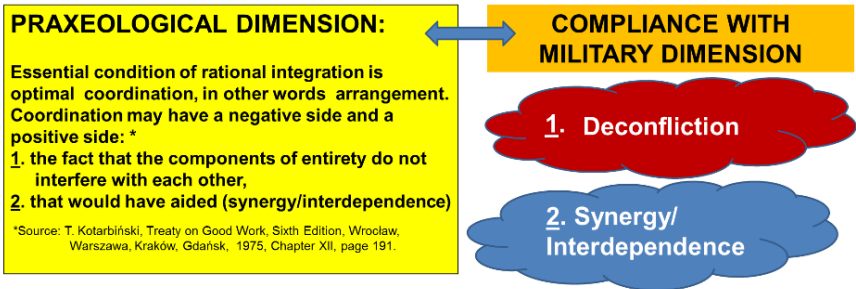 PRAXEOLOGICAL DIMENSION:
Essential condition of rational integration is
optimal coordination, in other words arrangement.
Coordination may have a negative side and a
positive side: *
1. the fact that the components of entirety do not
interfere with each other,
2. that would have aided (synergy/interdependence)
*Source: T. Kotarbiński, Treaty on Good Work, Sixth Edition, Wrocław,
Warszawa, Kraków, Gdańsk, 1975, Chapter XII, page 191.
COMPLIANCE WITH
MILITARY DIMENSION
1. Deconfliction
2. Synergy/
Interdependence